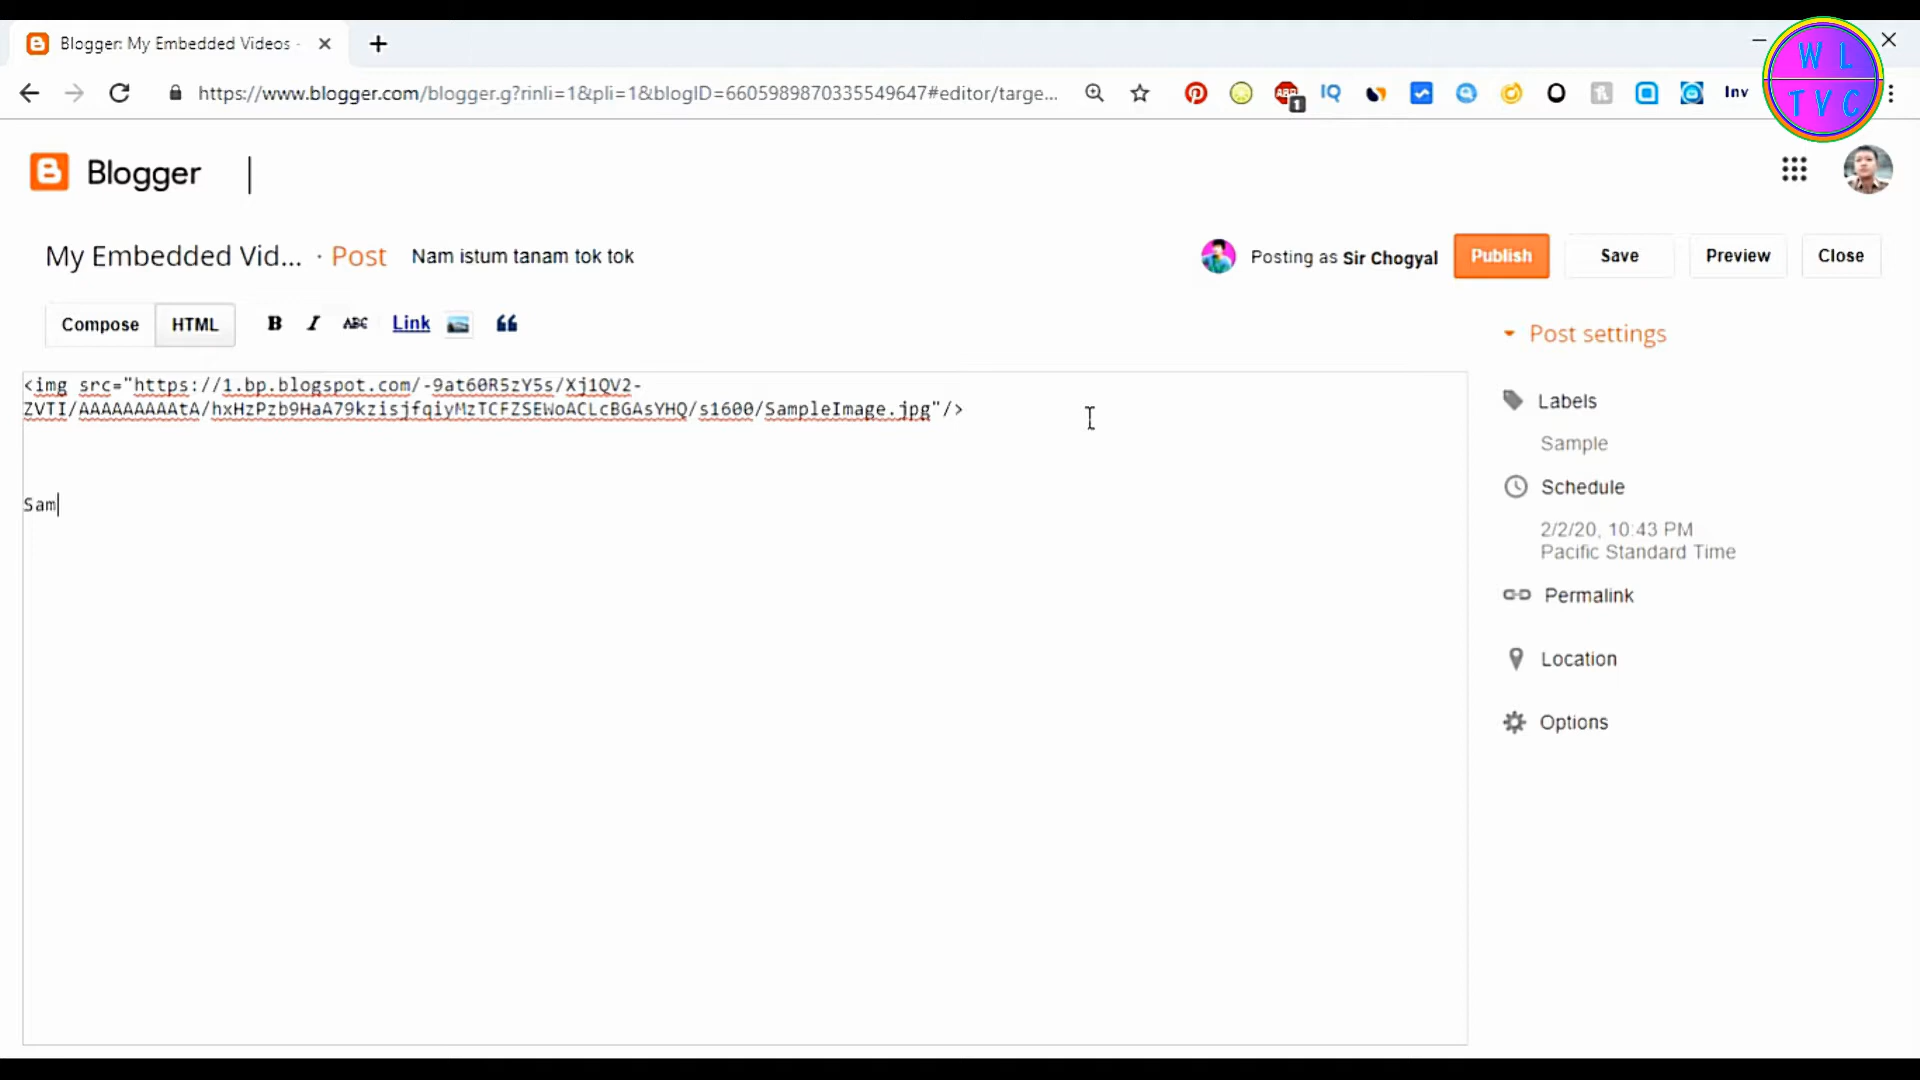 Blogger: My Embedded Videos -
W L
T V C
https://www.blogger.com/blogger.g?rinli=1&pli=1&blogID=6605989870335549647#editor/targe...
ABP
1
IQ
Inv
Blogger
My Embedded Vid... · Post
Nam istum tanam tok tok
Posting as Sir Chogyal
Publish
Save
Preview
Close
Compose
HTML
B
I
ABC
Link
Post settings
<img src="https://1.bp.blogspot.com/-9at60R5zY5s/Xj1QV2-
ZVTI/AAAAAAAAAtA/hxHzPzb9HaA79kzisjfqiyMzTCFZSEWoACLcBGAsYHQ/s1600/SampleImage.jpg"/>
Sam
Labels
Sample
Schedule
2/2/20, 10:43 PM
Pacific Standard Time
Permalink
Location
Options